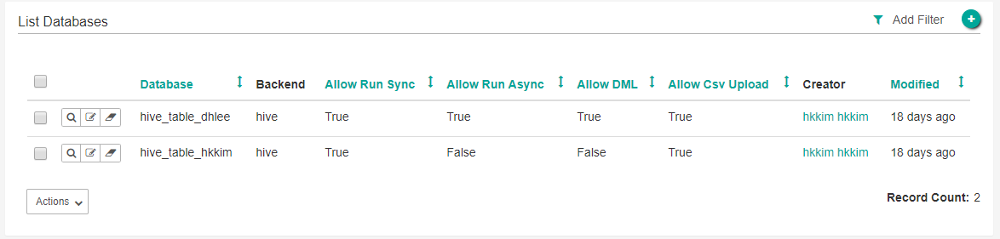 List Databases
Add Filter
Database Backend Allow Run Sync Allow Run Async Allow DML Allow Csv Upload Creator Modified
hive_table_dhlee hive True True True True hkkim hkkim 18 days ago
hive_table_hkkim hive True False False True hkkim hkkim 18 days ago
Actions
Record Count: 2